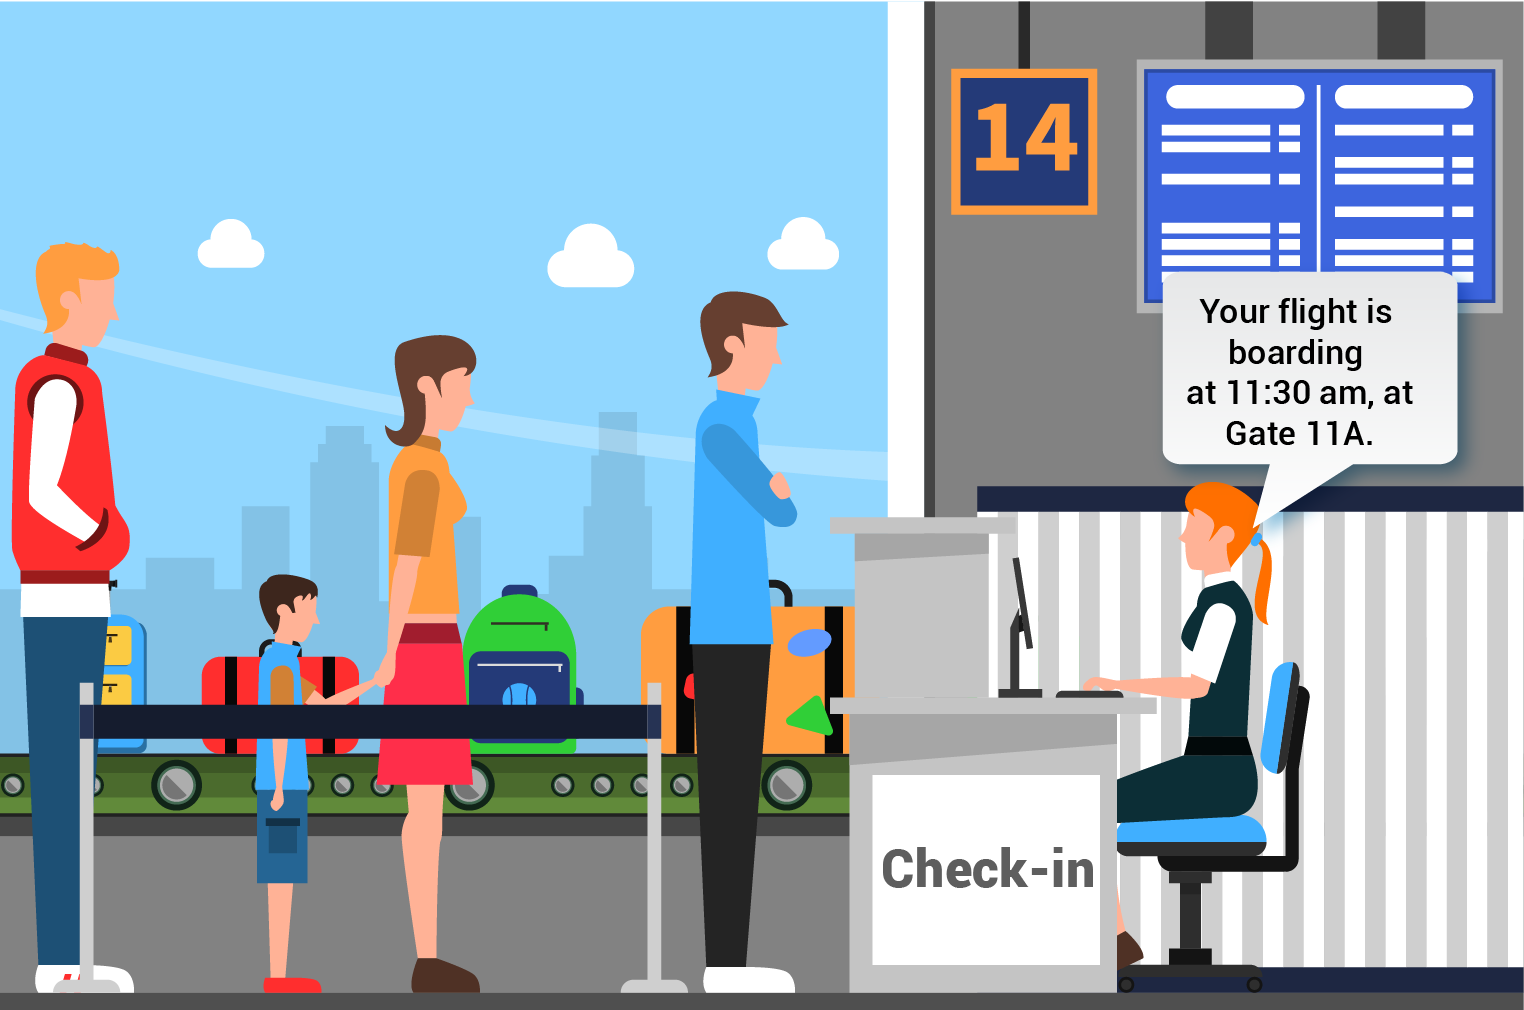 14
Your flight is
boarding
at 11:30 am, at
Gate 11A.
Check-in